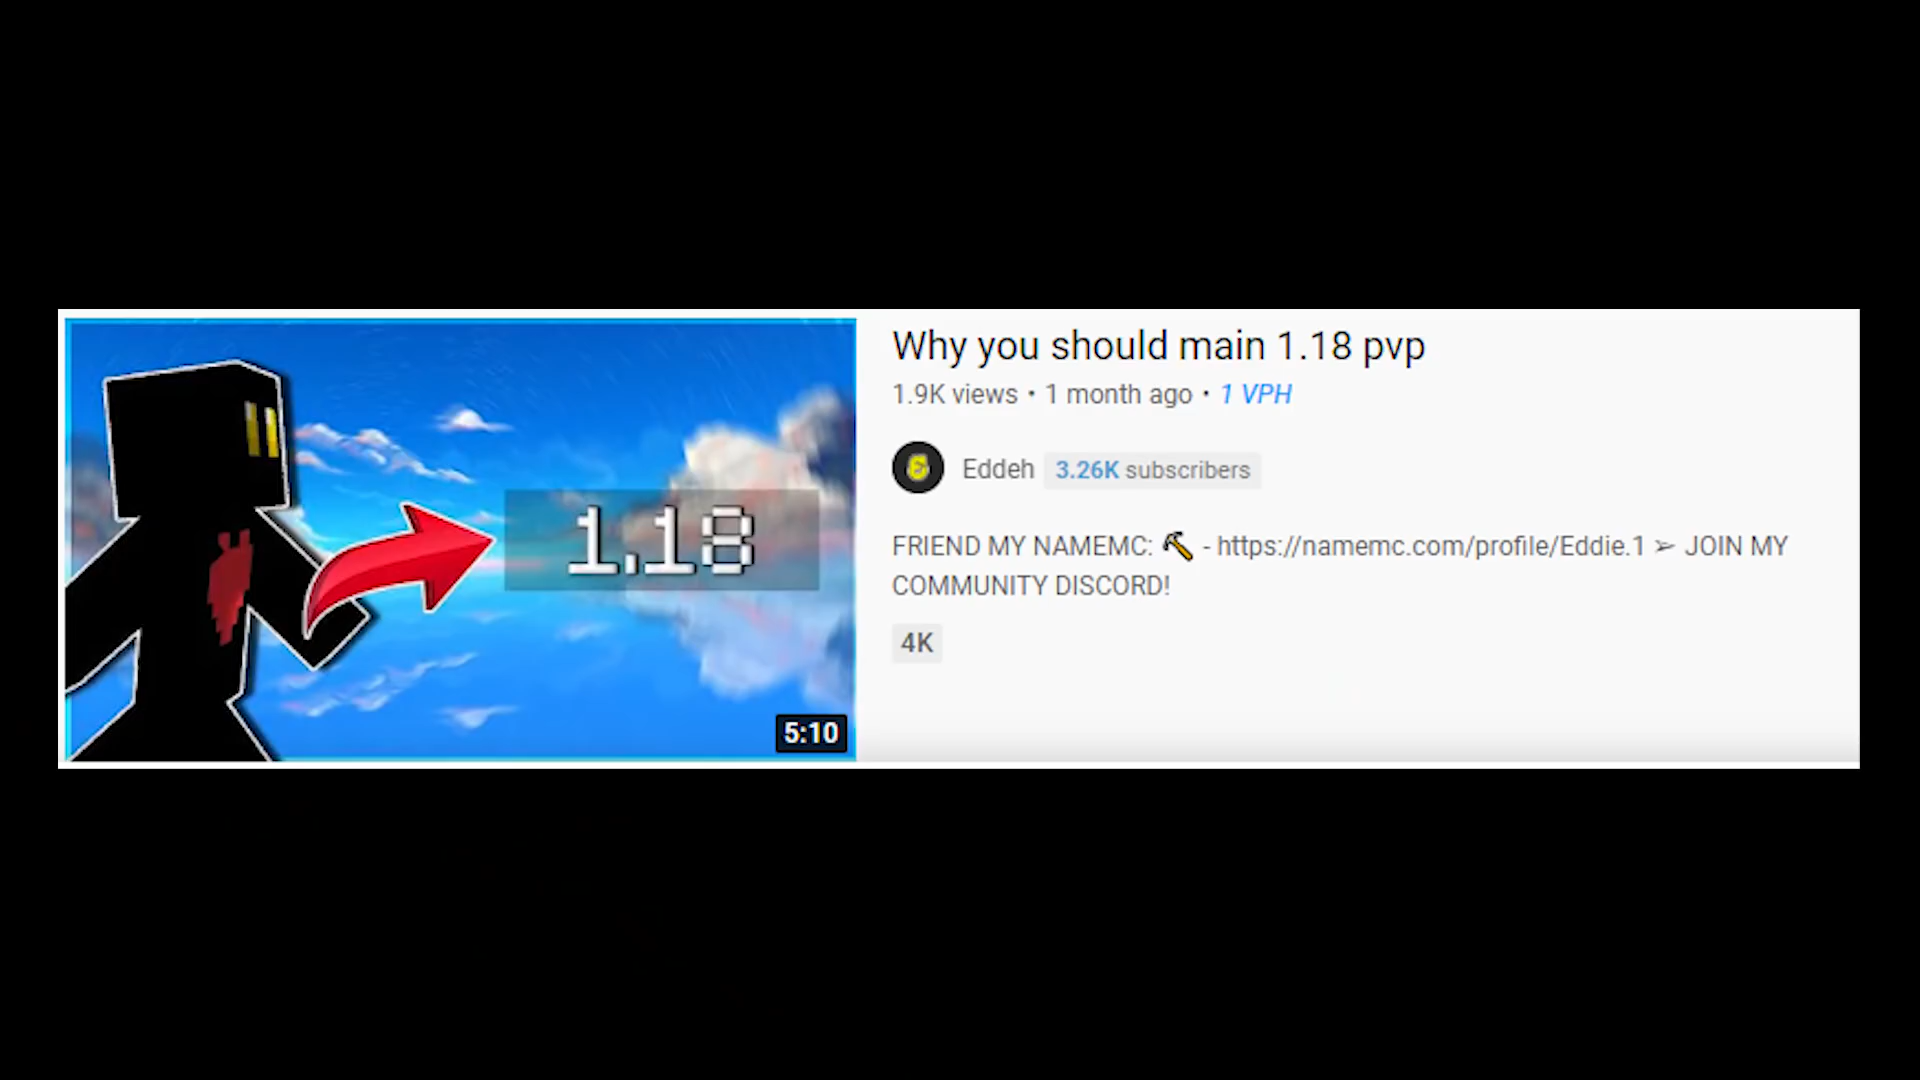 Why you should main 1.18 pvp
1.9K views • 1 month ago • 1 VPH
Eddeh 3.26K subscribers
1.18
FRIEND MY NAMEMC: 🔨 - https://namemc.com/profile/Eddie.1 ➢ JOIN MY
COMMUNITY DISCORD!
4K
5:10